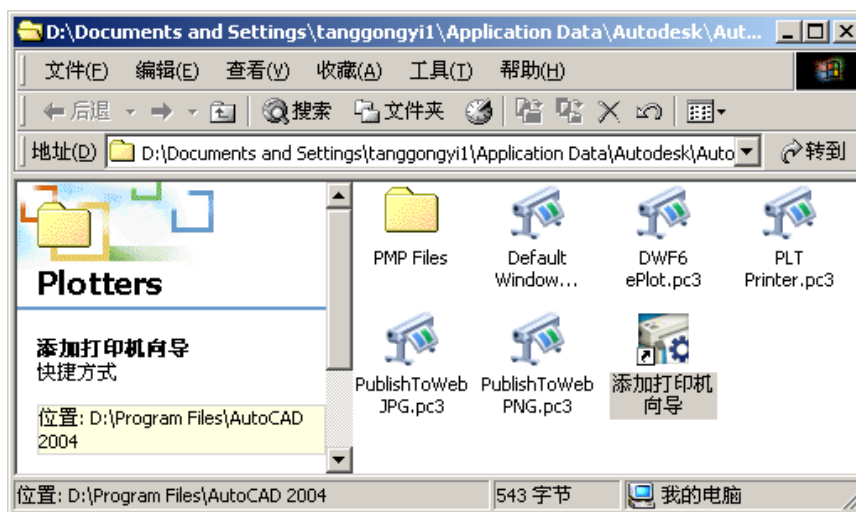 D:\Documents and Settings\tanggongyi1\Application Data\Autodesk\Aut...
文件(F) 编辑(E) 查看(V) 收藏(A) 工具(T) 帮助(H)
后退 搜索 文件夹
地址(D) D:\Documents and Settings\tanggongyi1\Application Data\Autodesk\Auto 转到
Plotters
添加打印机向导
快捷方式
位置: D:\Program Files\AutoCAD
2004
PMP Files
Default
Window...
DWF6
ePlot.pc3
PLT
Printer.pc3
PublishToWeb
JPG.pc3
PublishToWeb
PNG.pc3
添加打印机
向导
位置: D:\Program Files\AutoCAD 2004 543 字节 我的电脑